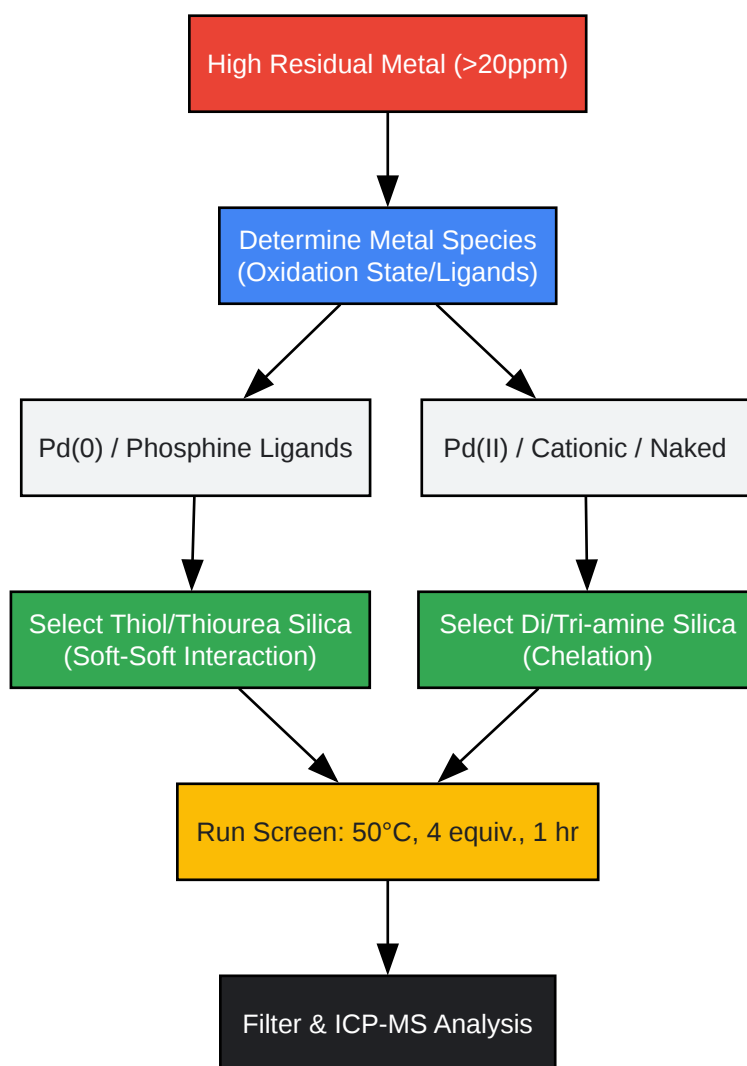 High Residual Metal (>20ppm)
Determine Metal Species
(Oxidation State/Ligands)
Pd(0) / Phosphine Ligands
Pd(II) / Cationic / Naked
Select Thiol/Thiourea Silica
(Soft-Soft Interaction)
Select Di/Tri-amine Silica
(Chelation)
Run Screen: 50°C, 4 equiv., 1 hr
Filter & ICP-MS Analysis